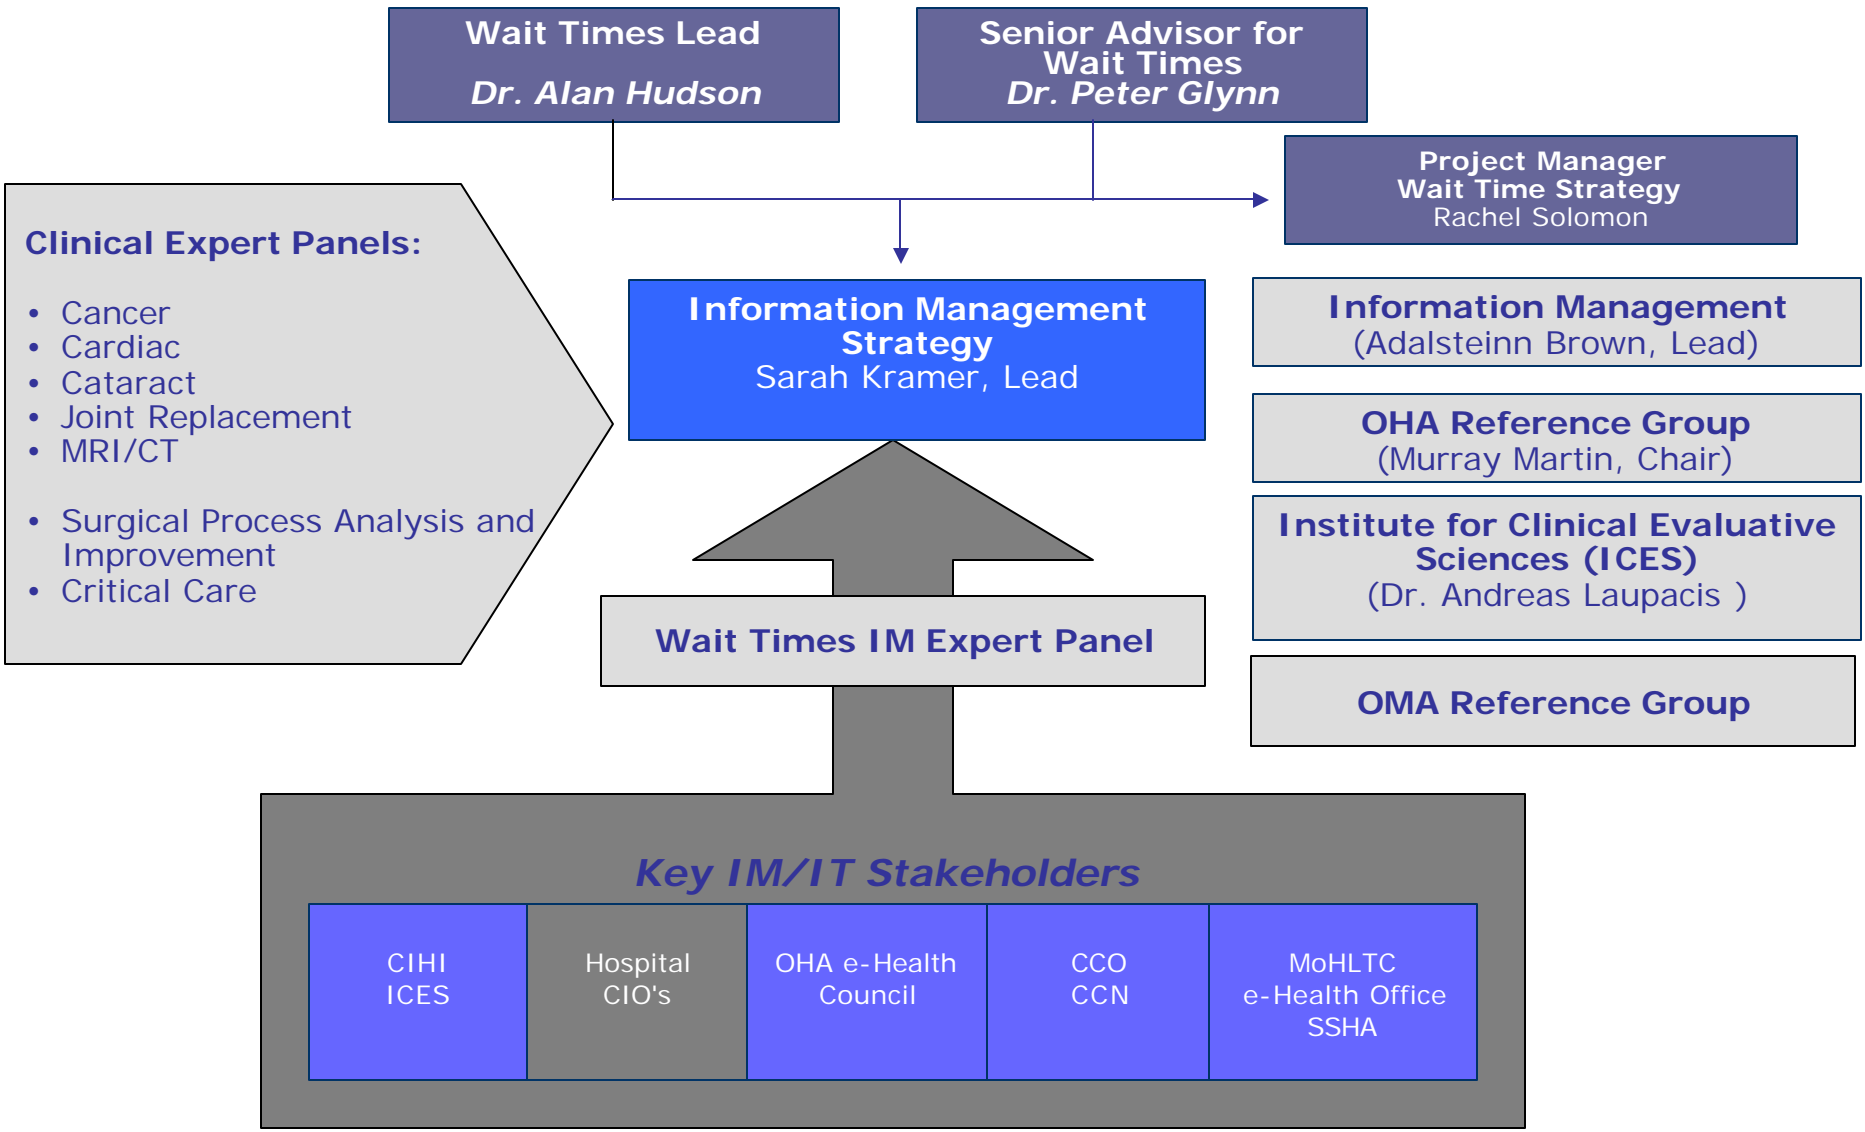 Wait Times Lead
Dr. Alan Hudson
Senior Advisor for
Wait Times
Dr. Peter Glynn
Project Manager
Wait Time Strategy
Rachel Solomon
Clinical Expert Panels:
• Cancer
• Cardiac
• Cataract
• Joint Replacement
• MRI/CT
• Surgical Process Analysis and
Improvement
• Critical Care
Information Management
Strategy
Sarah Kramer, Lead
Information Management
(Adalsteinn Brown, Lead)
OHA Reference Group
(Murray Martin, Chair)
Institute for Clinical Evaluative
Sciences (ICES)
(Dr. Andreas Laupacis )
OMA Reference Group
Wait Times IM Expert Panel
Key IM/IT Stakeholders
CIHI
ICES
Hospital
CIO's
OHA e-Health
Council
CCO
CCN
MoHLTC
e-Health Office
SSHA